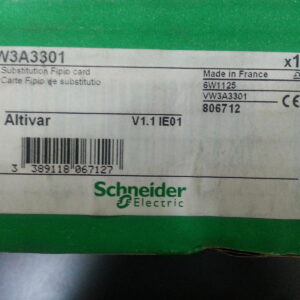 W3A3301
x1
Substitution Fipio card
Carte Fipio de substitutio
Made in France
6W1125
VW3A3301
CE
806712
Altivar
V1.1 IE01
3 389118 067127
Schneider
Electric